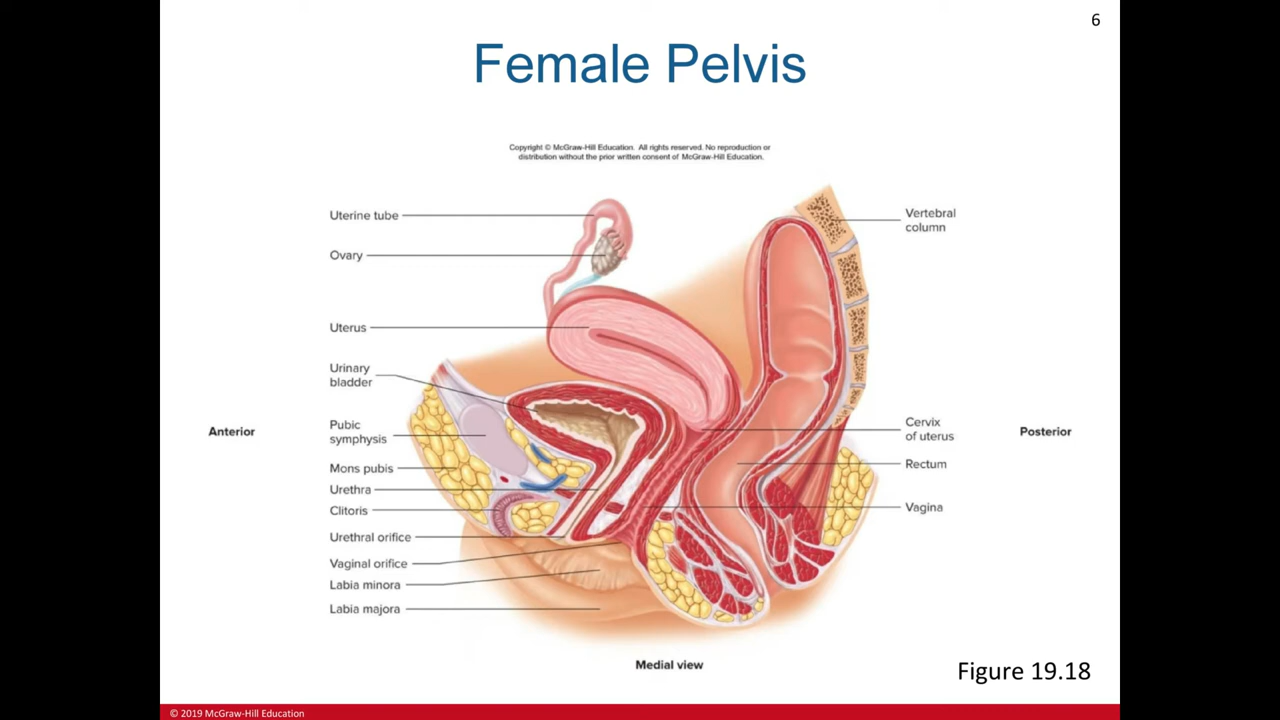 6
Female Pelvis
Copyright © McGraw-Hill Education. All rights reserved. No reproduction or
distribution without the prior written consent of McGraw-Hill Education.
Uterine tube
Ovary
Uterus
Urinary
bladder
Pubic
symphysis
Mons pubis
Urethra
Clitoris
Urethral orifice
Vaginal orifice
Labia minora
Labia majora
Anterior
Vertebral
column
Cervix
of uterus
Rectum
Vagina
Posterior
Medial view
Figure 19.18
© 2019 McGraw-Hill Education